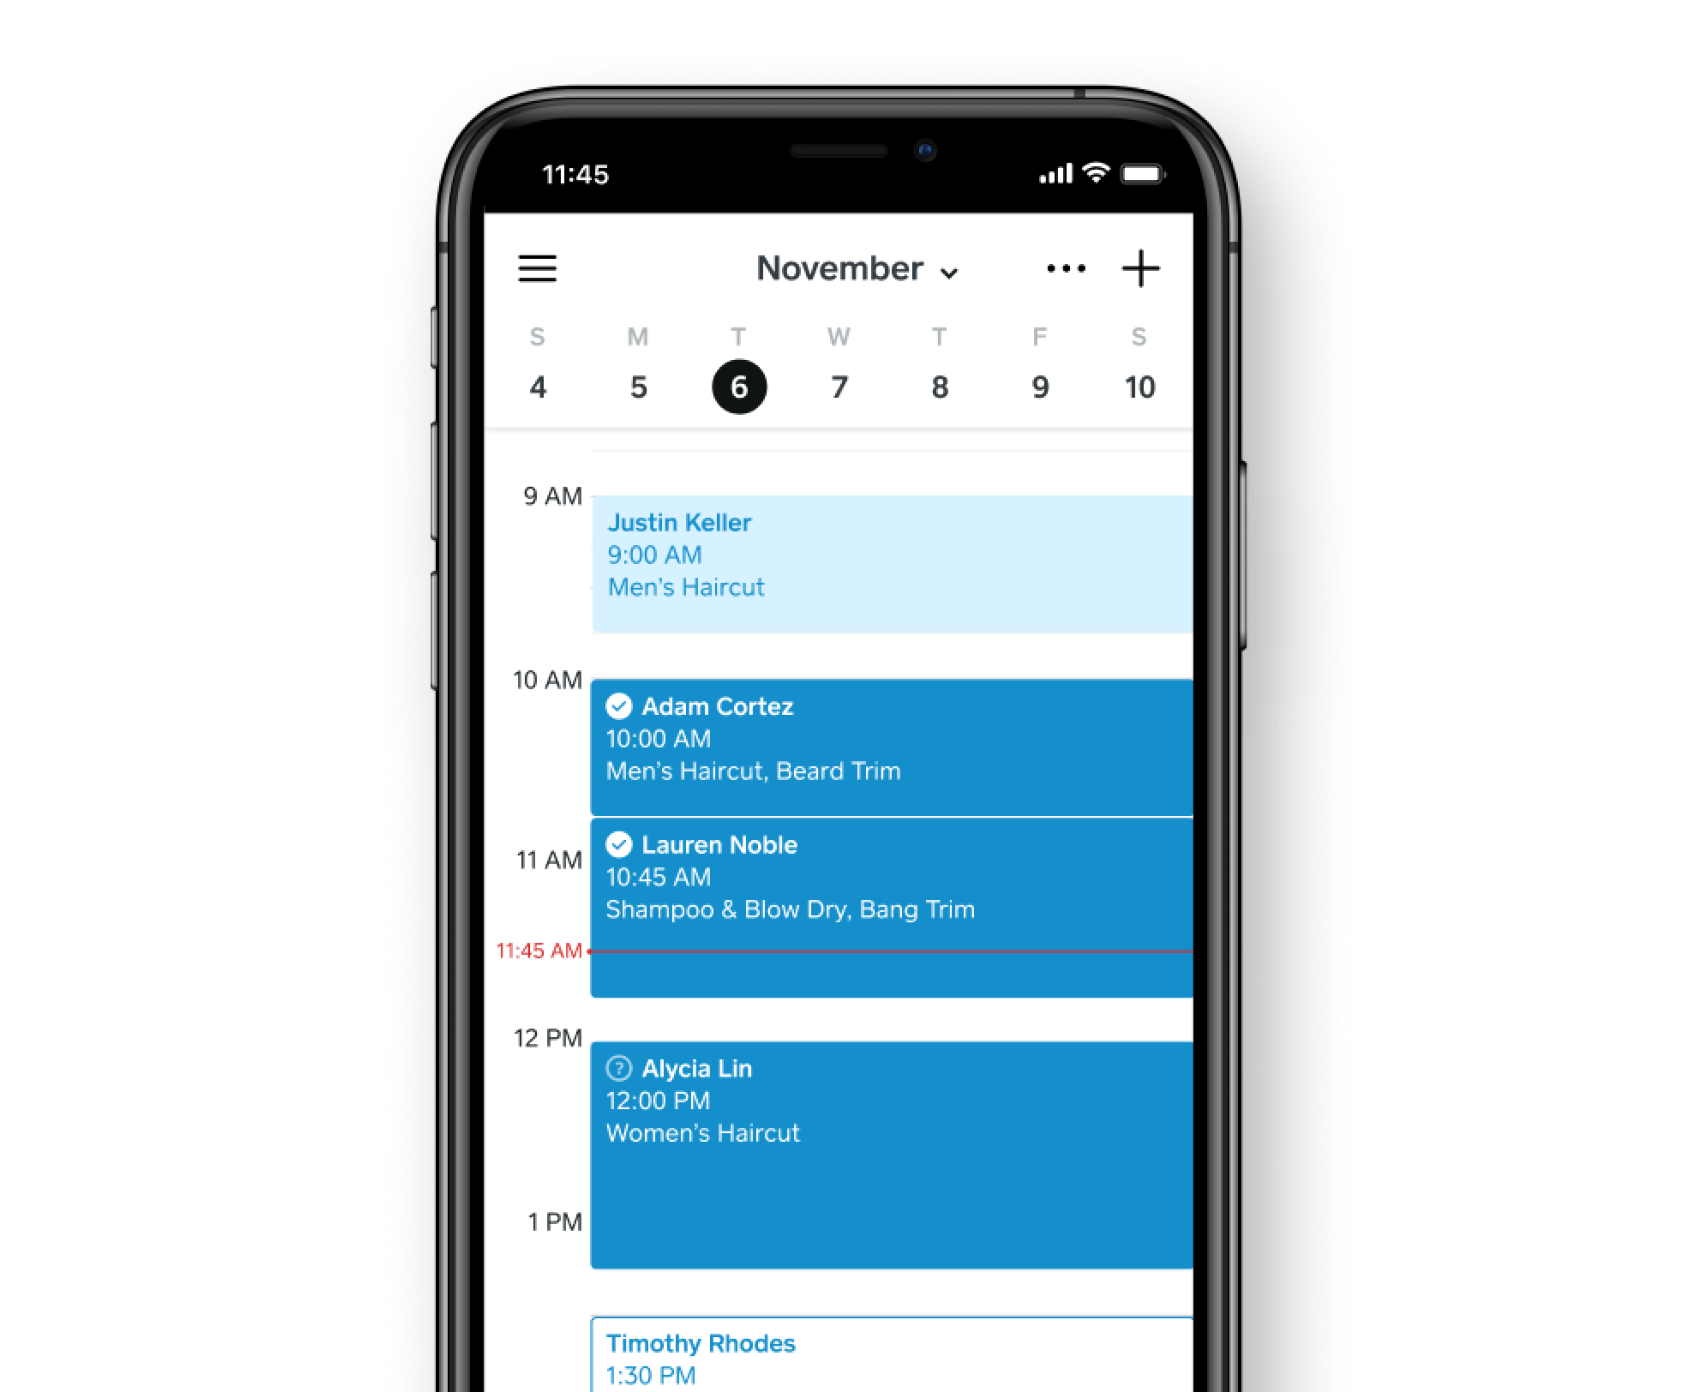 11:45
November
S M T W T F S
4 5 6 7 8 9 10
9 AM
Justin Keller
9:00 AM
Men’s Haircut
10 AM
Adam Cortez
10:00 AM
Men’s Haircut, Beard Trim
Lauren Noble
11 AM
10:45 AM
Shampoo & Blow Dry, Bang Trim
11:45 AM
12 PM
? Alycia Lin
12:00 PM
Women’s Haircut
1 PM
Timothy Rhodes
1:30 PM